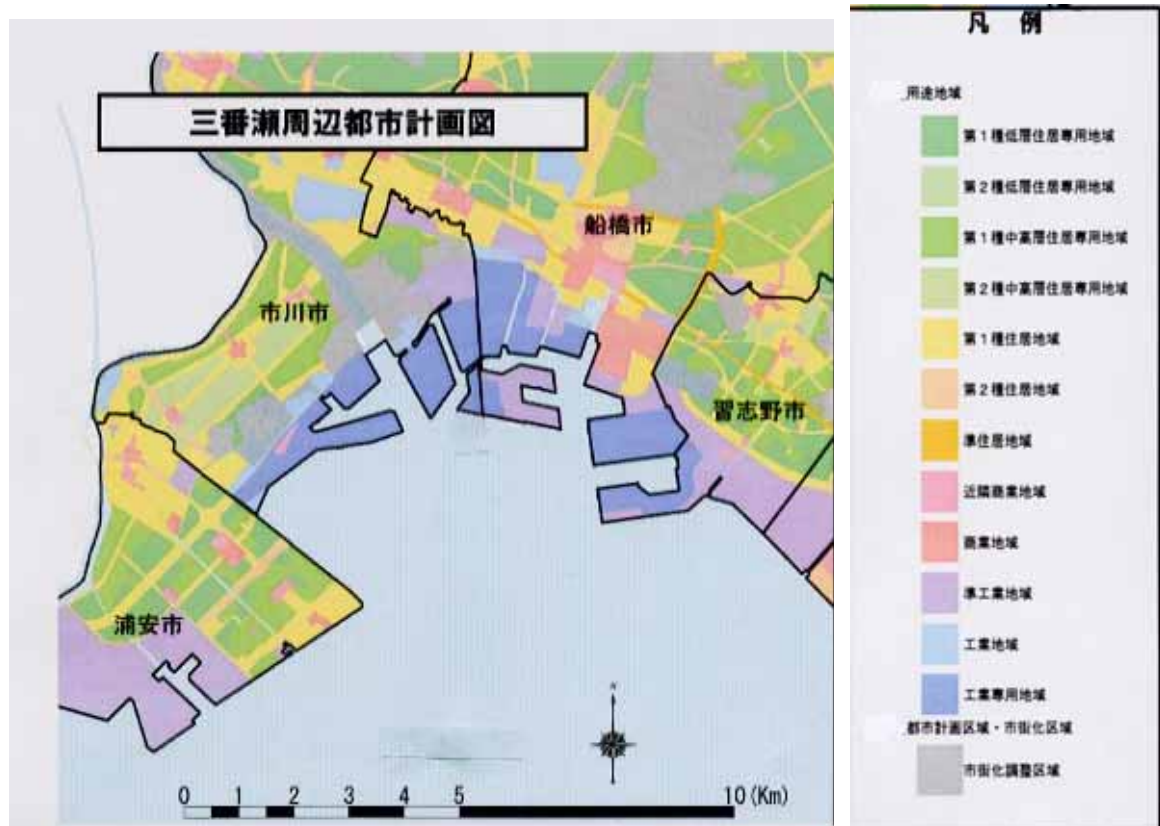 三番瀬周辺都市計画図
船橋市
市川市
習志野市
浦安市
N
0 1 2 3 4 5 10(Km)
凡 例
用途地域
第1種低層住居専用地域
第2種低層住居専用地域
第1種中高層住居専用地域
第2種中高層住居専用地域
第1種住居地域
第2種住居地域
準住居地域
近隣商業地域
商業地域
準工業地域
工業地域
工業専用地域
都市計画区域・市街化区域
市街化調整区域